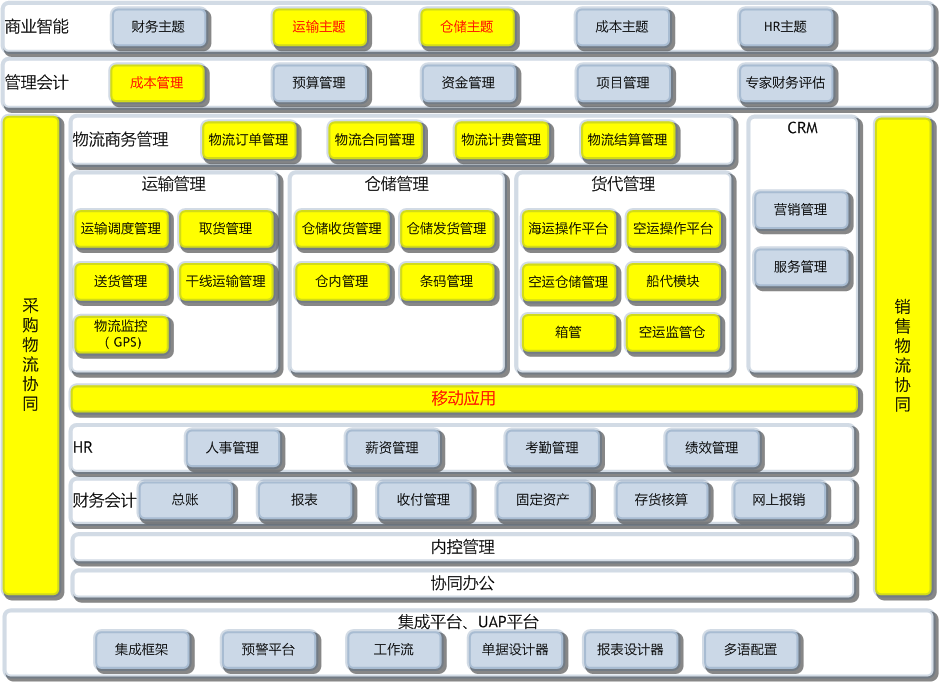 商业智能
财务主题
运输主题
仓储主题
成本主题
HR主题
管理会计
成本管理
预算管理
资金管理
项目管理
专家财务评估
采购物流协同
物流商务管理
物流订单管理
物流合同管理
物流计费管理
物流结算管理
运输管理
运输调度管理
取货管理
送货管理
干线运输管理
物流监控
（GPS)
仓储管理
仓储收货管理
仓储发货管理
仓内管理
条码管理
货代管理
海运操作平台
空运操作平台
空运仓储管理
船代模块
箱管
空运监管仓
CRM
营销管理
服务管理
销售物流协同
移动应用
HR
人事管理
薪资管理
考勤管理
绩效管理
财务会计
总账
报表
收付管理
固定资产
存货核算
网上报销
内控管理
协同办公
集成平台、UAP平台
集成框架
预警平台
工作流
单据设计器
报表设计器
多语配置